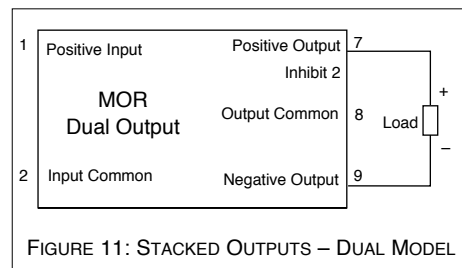 1 Positive Input Positive Output 7
Inhibit 2
+
MOR
Dual Output
Output Common 8 Load
–
2 Input Common Negative Output 9
FIGURE 11: STACKED OUTPUTS – DUAL MODEL